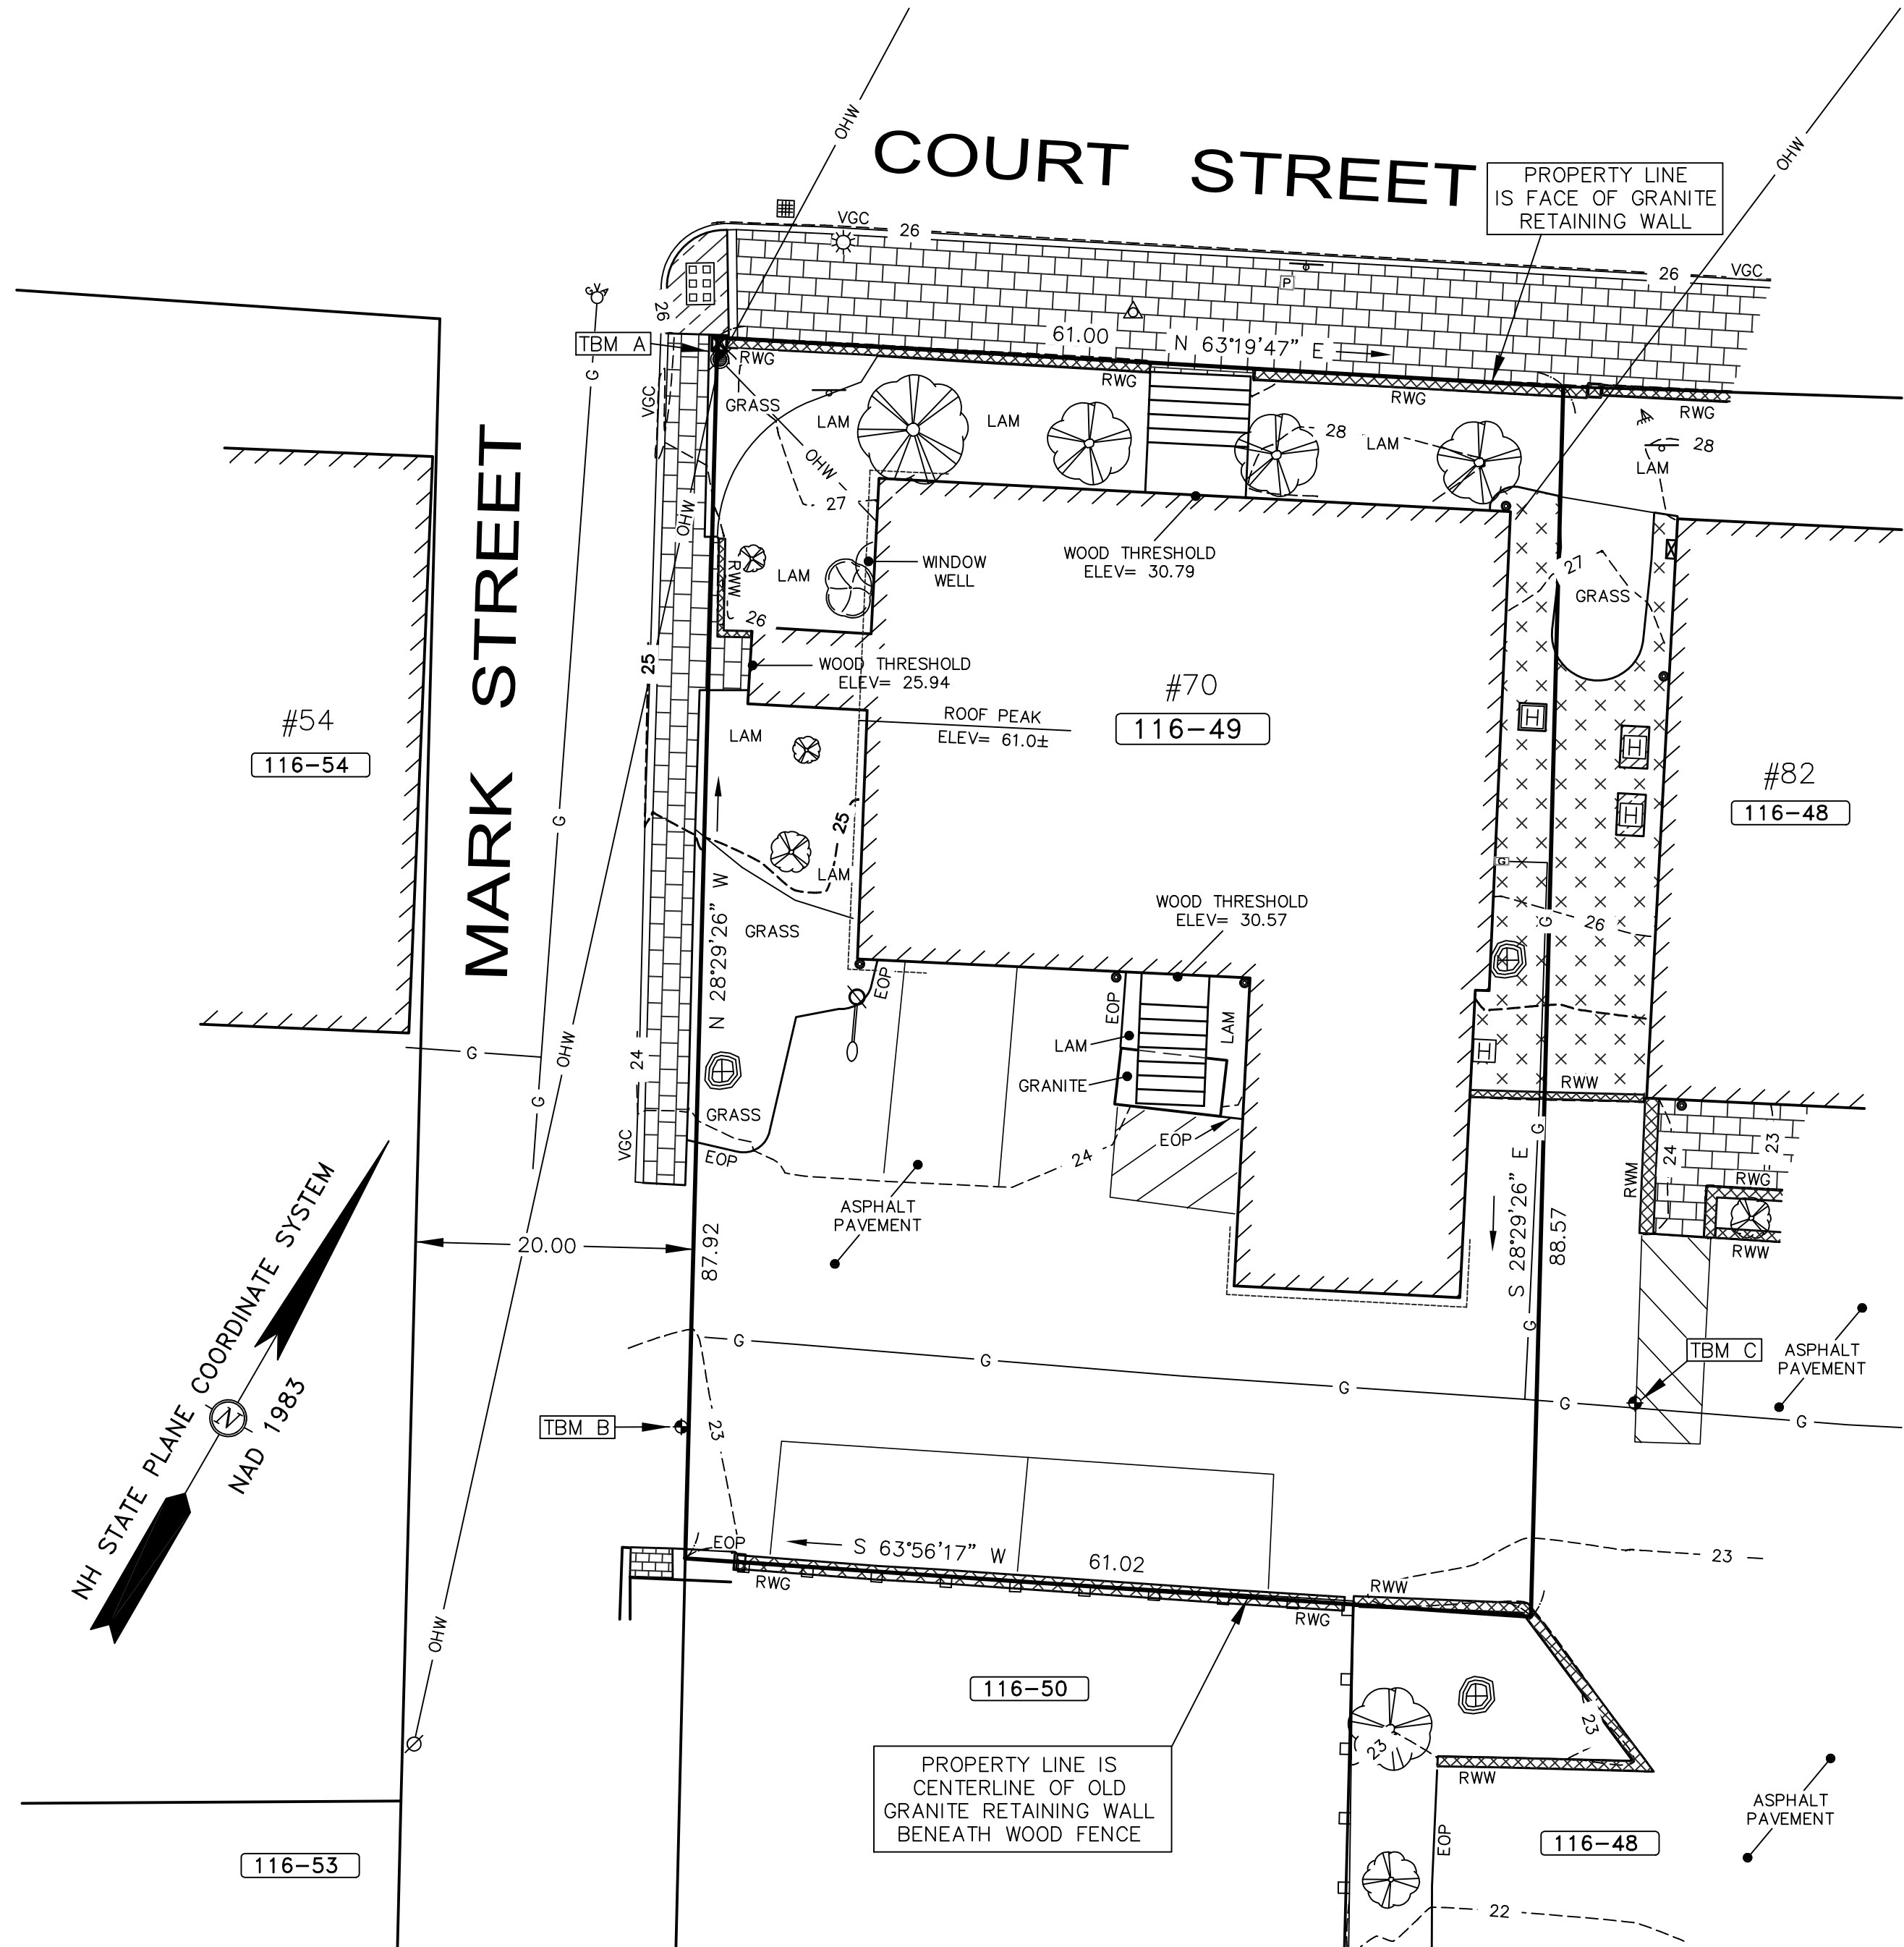 COURT STREET
OHW
OHW
PROPERTY LINE
IS FACE OF GRANITE
RETAINING WALL
VGC
26
26
VGC
P
26
TBM A
RWG
61.00
N 63°19'47" E
G
VGC
GRASS
LAM
LAM
RWG
RWG
RWG
28
LAM
28
LAM
OHW
27
OHW
MARK STREET
RWW
LAM
WINDOW
WELL
WOOD THRESHOLD
ELEV= 30.79
27
GRASS
26
25
WOOD THRESHOLD
ELEV= 25.94
#70
116-49
ROOF PEAK
ELEV= 61.0±
#54
116-54
LAM
H
H
H
#82
116-48
G
25
LAM
G
N 28°29'26" W
GRASS
WOOD THRESHOLD
ELEV= 30.57
G
26
EOP
EOP
LAM
LAM
GRANITE
G
24
OHW
G
H
RWW
GRASS
VGC
EOP
EOP
24
G
RWM
24
23
RWG
RWW
ASPHALT
PAVEMENT
S 28°29'26" E
88.57
20.00
87.92
NH STATE PLANE COORDINATE SYSTEM
N
NAD 1983
G
G
G
G
G
G
TBM C
ASPHALT
PAVEMENT
TBM B
23
EOP
S 63°56'17" W
61.02
23
RWG
RWW
RWG
OHW
116-50
PROPERTY LINE IS
CENTERLINE OF OLD
GRANITE RETAINING WALL
BENEATH WOOD FENCE
23
23
RWW
ASPHALT
PAVEMENT
EOP
116-48
116-53
22